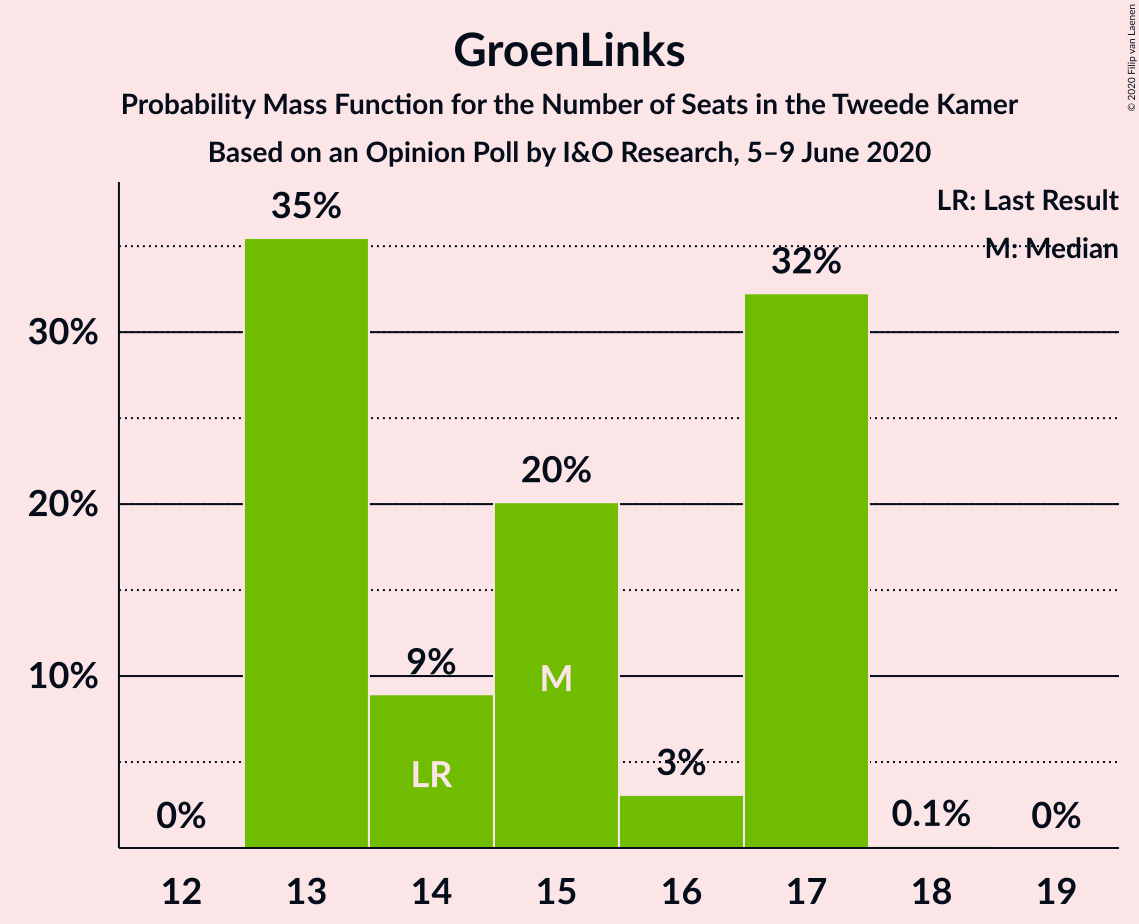 GroenLinks
Probability Mass Function for the Number of Seats in the Tweede Kamer
Based on an Opinion Poll by I&O Research, 5–9 June 2020
© 2020 Filip van Laenen
LR: Last Result
M: Median
35%
32%
30%
20%
20%
10%
9%
M
LR
3%
0%
0.1%
0%
12 13 14 15 16 17 18 19